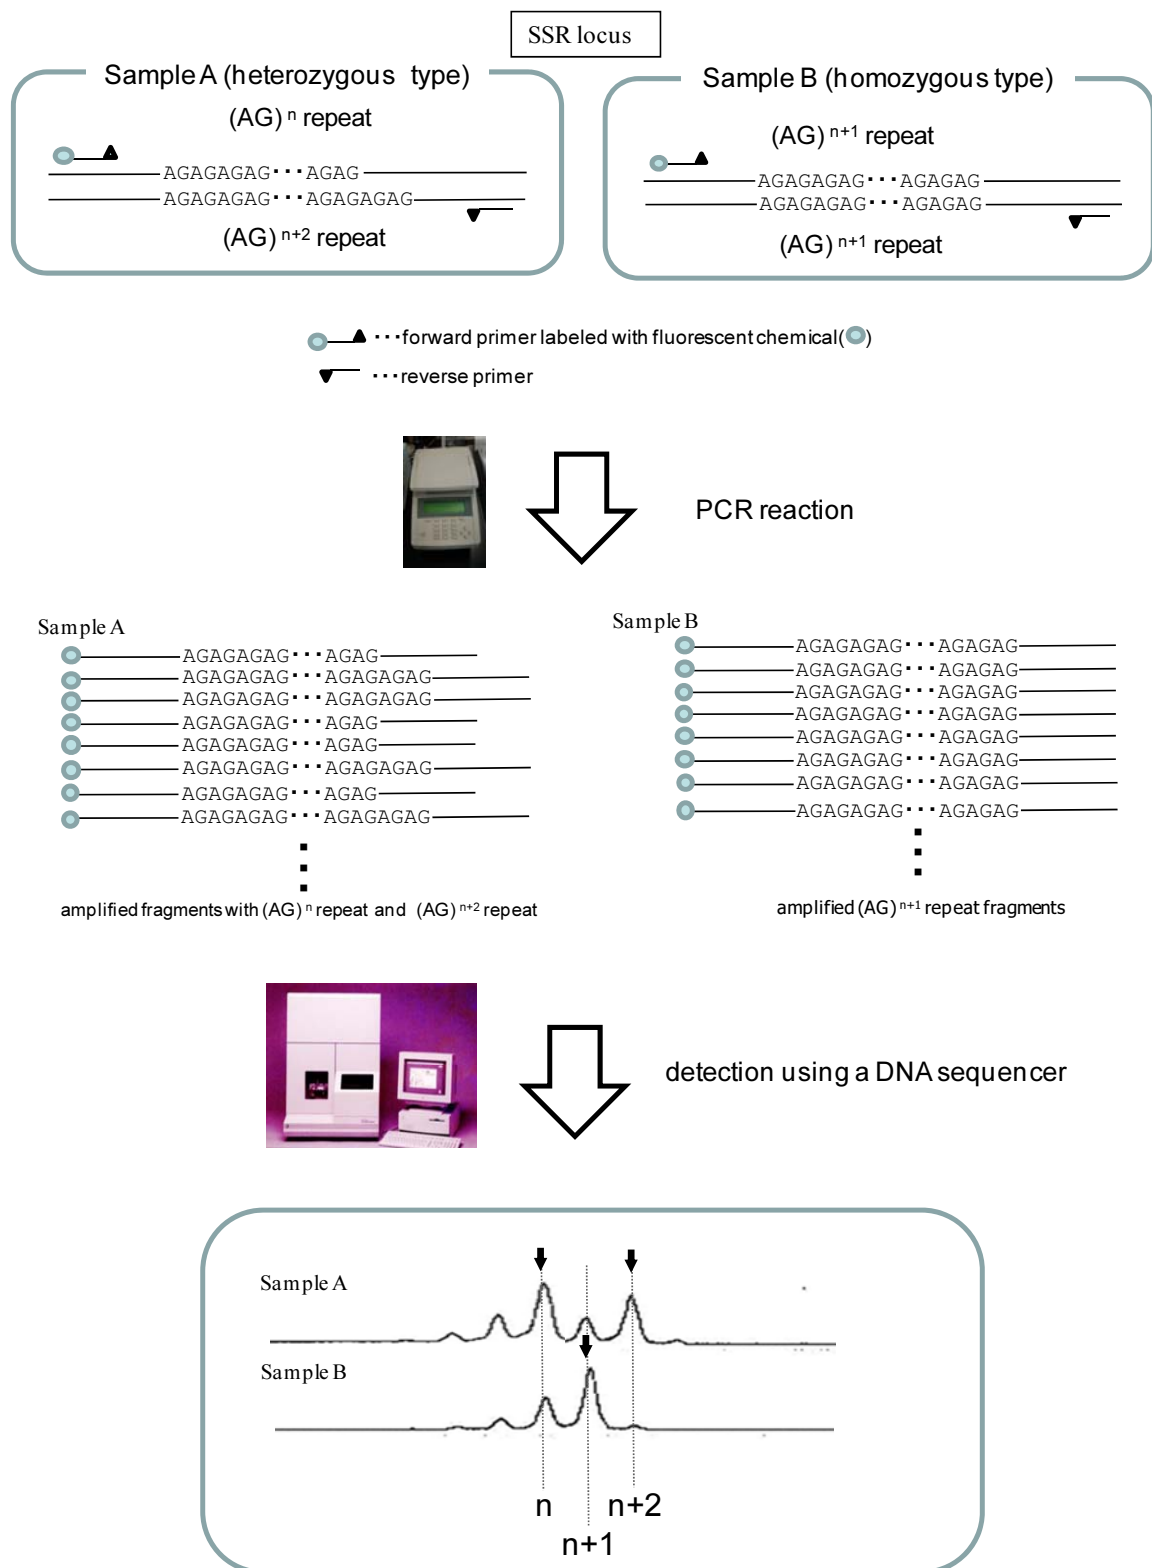 SSR locus
Sample A (heterozygous type)
(AG) n repeat
AGAGAGAG···AGAG
AGAGAGAG···AGAGAGAG
(AG) n+2 repeat
Sample B (homozygous type)
(AG) n+1 repeat
AGAGAGAG···AGAGAG
AGAGAGAG···AGAGAG
(AG) n+1 repeat
···forward primer labeled with fluorescent chemical( )
···reverse primer
PCR reaction
Sample A
AGAGAGAG···AGAG
AGAGAGAG···AGAGAGAG
AGAGAGAG···AGAGAGAG
AGAGAGAG···AGAG
AGAGAGAG···AGAG
AGAGAGAG···AGAGAGAG
AGAGAGAG···AGAG
AGAGAGAG···AGAGAGAG
amplified fragments with (AG) n repeat and (AG) n+2 repeat
Sample B
AGAGAGAG···AGAGAG
AGAGAGAG···AGAGAG
AGAGAGAG···AGAGAG
AGAGAGAG···AGAGAG
AGAGAGAG···AGAGAG
AGAGAGAG···AGAGAG
AGAGAGAG···AGAGAG
AGAGAGAG···AGAGAG
amplified (AG) n+1 repeat fragments
detection using a DNA sequencer
Sample A
Sample B
n
n+1
n+2